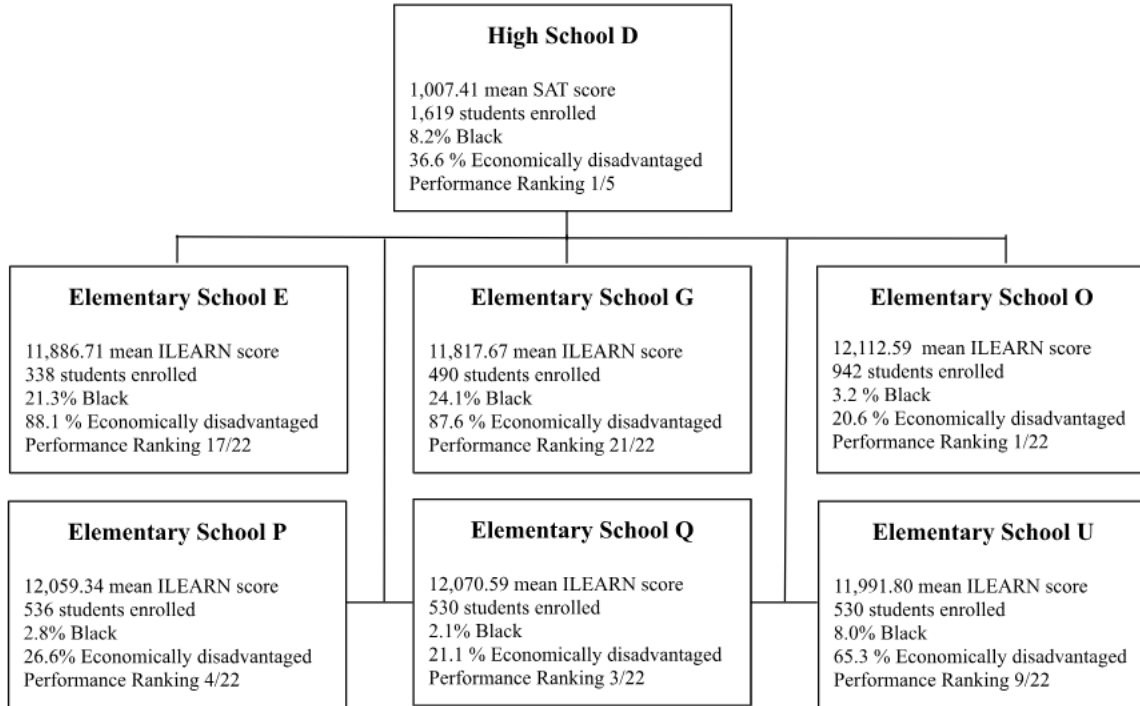 High School D
1,007.41 mean SAT score
1,619 students enrolled
8.2% Black
36.6 % Economically disadvantaged
Performance Ranking 1/5
Elementary School E
11,886.71 mean ILEARN score
338 students enrolled
21.3% Black
88.1 % Economically disadvantaged
Performance Ranking 17/22
Elementary School G
11,817.67 mean ILEARN score
490 students enrolled
24.1% Black
87.6 % Economically disadvantaged
Performance Ranking 21/22
Elementary School O
12,112.59 mean ILEARN score
942 students enrolled
3.2 % Black
20.6 % Economically disadvantaged
Performance Ranking 1/22
Elementary School P
12,059.34 mean ILEARN score
536 students enrolled
2.8% Black
26.6% Economically disadvantaged
Performance Ranking 4/22
Elementary School Q
12,070.59 mean ILEARN score
530 students enrolled
2.1% Black
21.1 % Economically disadvantaged
Performance Ranking 3/22
Elementary School U
11,991.80 mean ILEARN score
530 students enrolled
8.0% Black
65.3 % Economically disadvantaged
Performance Ranking 9/22